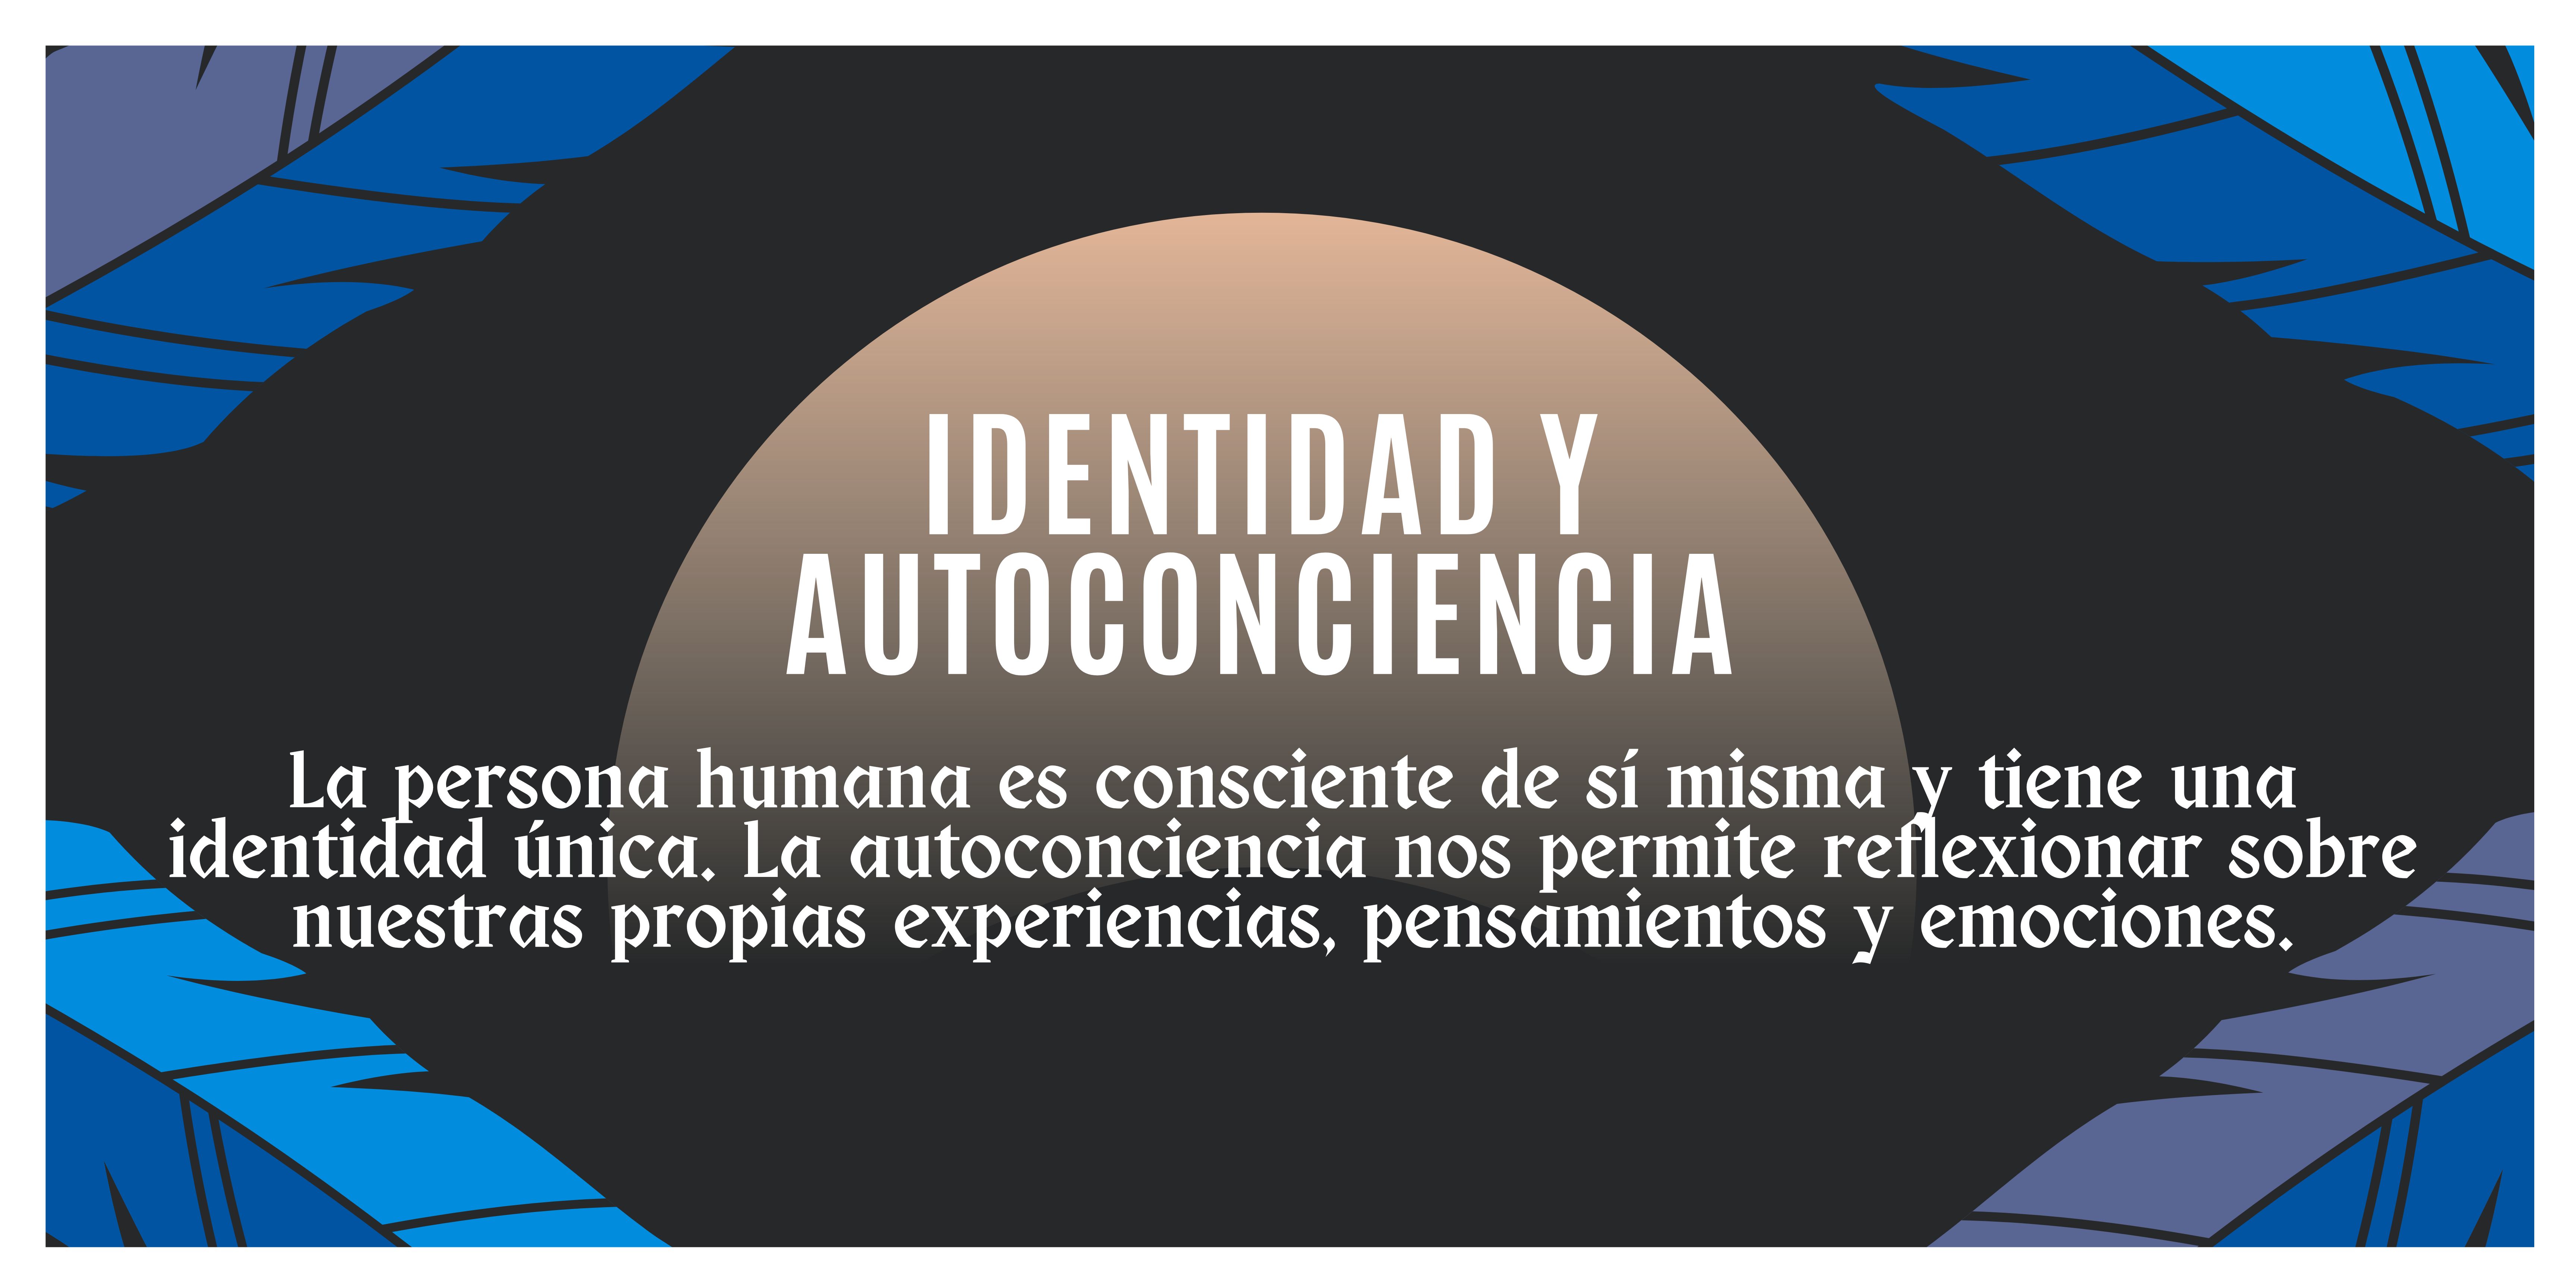 IDENTIDAD Y
AUTOCONCIENCIA
La persona humana es consciente de sí misma y tiene una
identidad única. La autoconciencia nos permite reflexionar sobre
nuestras propias experiencias, pensamientos y emociones.